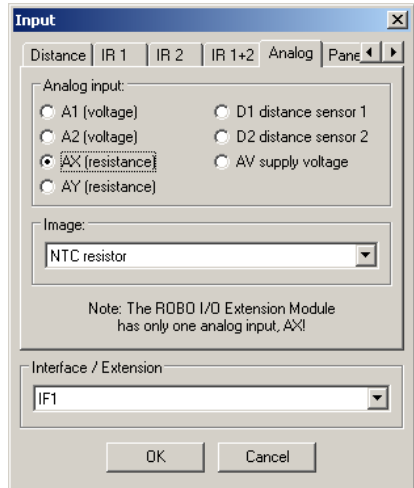 Input
Distance IR 1 IR 2 IR 1+2 Analog Pane
Analog input:
A1 (voltage) D1 distance sensor 1
A2 (voltage) D2 distance sensor 2
AX (resistance) AV supply voltage
AY (resistance)
Image:
NTC resistor
Note: The ROBO I/O Extension Module
has only one analog input, AX!
Interface / Extension
IF1
OK Cancel